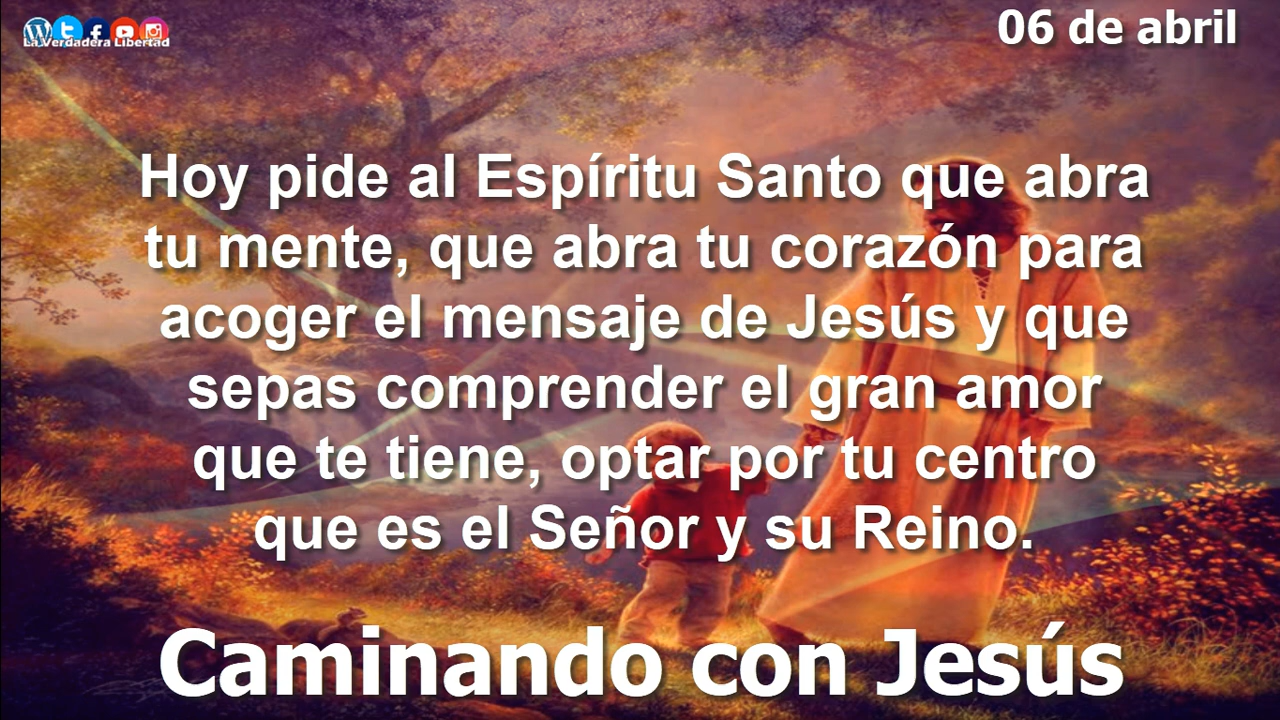 La Verdadera Libertad
06 de abril
Hoy pide al Espíritu Santo que abra
tu mente, que abra tu corazón para
acoger el mensaje de Jesús y que
sepas comprender el gran amor
que te tiene, optar por tu centro
que es el Señor y su Reino.
Caminando con Jesús